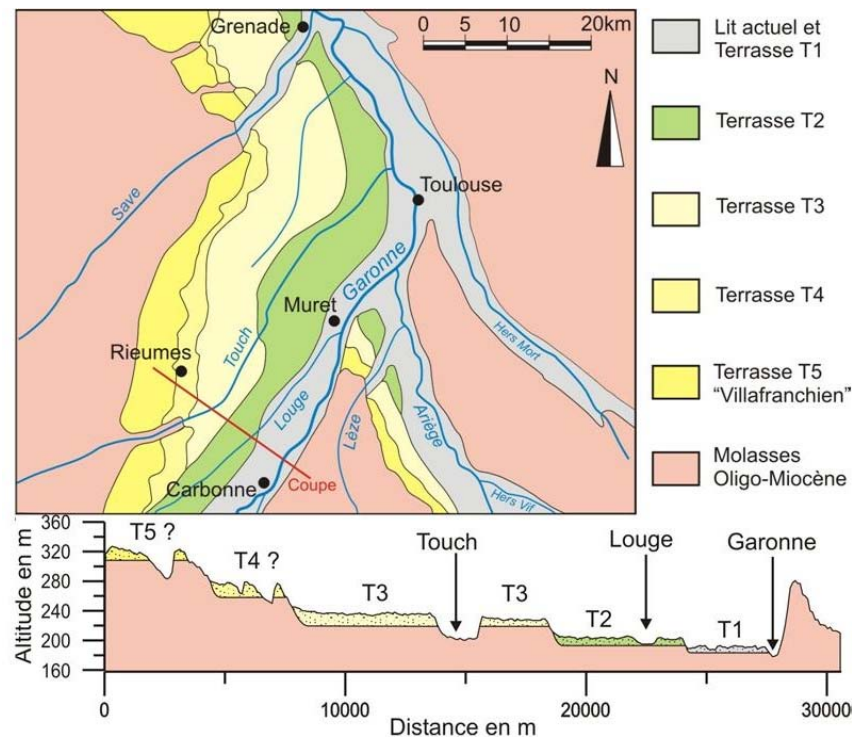 Grenade
0 10 20km
N
Save
Toulouse
Garonne
Muret
Touch
Hers Mort
Rieumes
Louge
Lèze
Ariège
Carbonne
Coupe
Hers Vif
Lit actuel et
Terrasse T1
Terrasse T2
Terrasse T3
Terrasse T4
Terrasse T5
“Villafranchien”
Molasses
Oligo-Miocène
Altitude en m
360
320
280
240
200
160
T5 ?
T4 ?
T3
Touch
T3
T2
Louge
T1
Garonne
0 10000 20000 30000
Distance en m